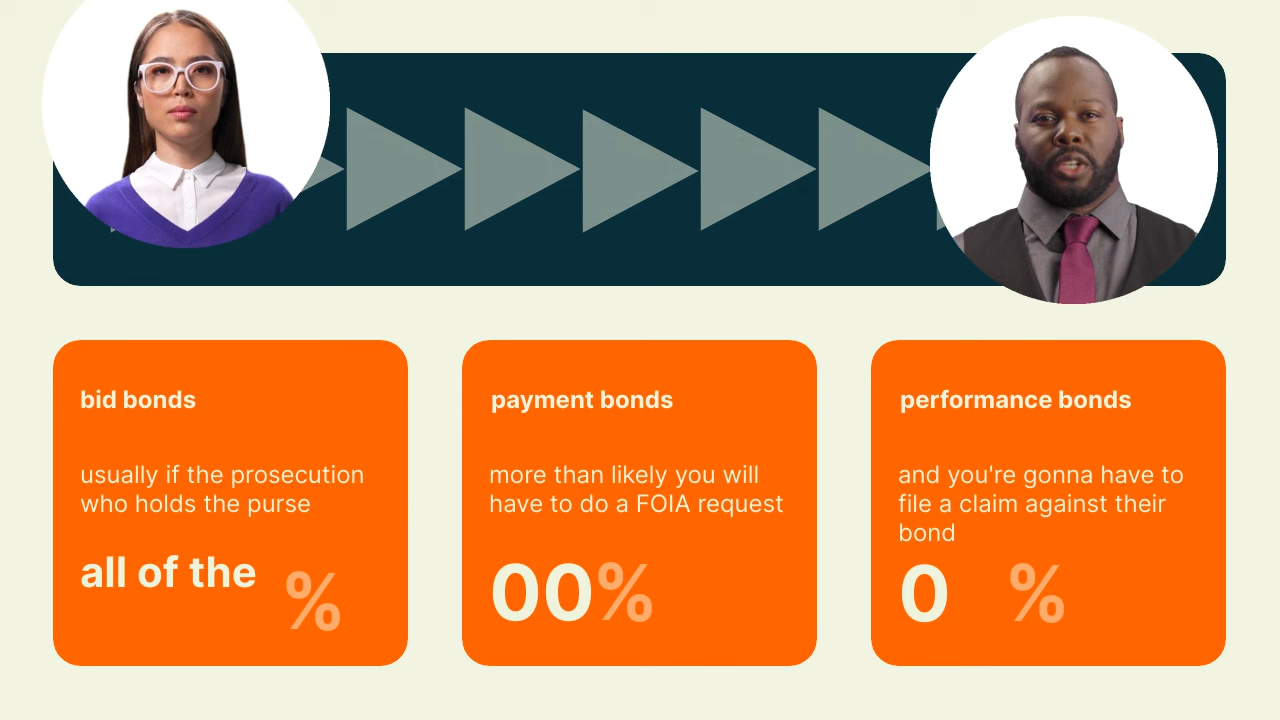 bid bonds
usually if the prosecution
who holds the purse
all of the %
payment bonds
more than likely you will
have to do a FOIA request
00%
performance bonds
and you're gonna have to
file a claim against their
bond
0 %